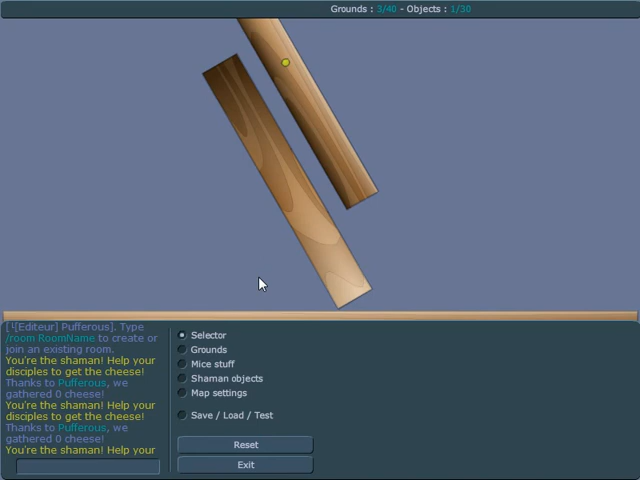 Grounds : 3/40 - Objects : 1/30
[Editeur] Pufferous]. Type
/room RoomName to create or
join an existing room.
You're the shaman! Help your
disciples to get the cheese!
Thanks to Pufferous, we
gathered 0 cheese!
You're the shaman! Help your
disciples to get the cheese!
Thanks to Pufferous, we
gathered 0 cheese!
You're the shaman! Help your
Selector
Grounds
Mice stuff
Shaman objects
Map settings
Save / Load / Test
Reset
Exit